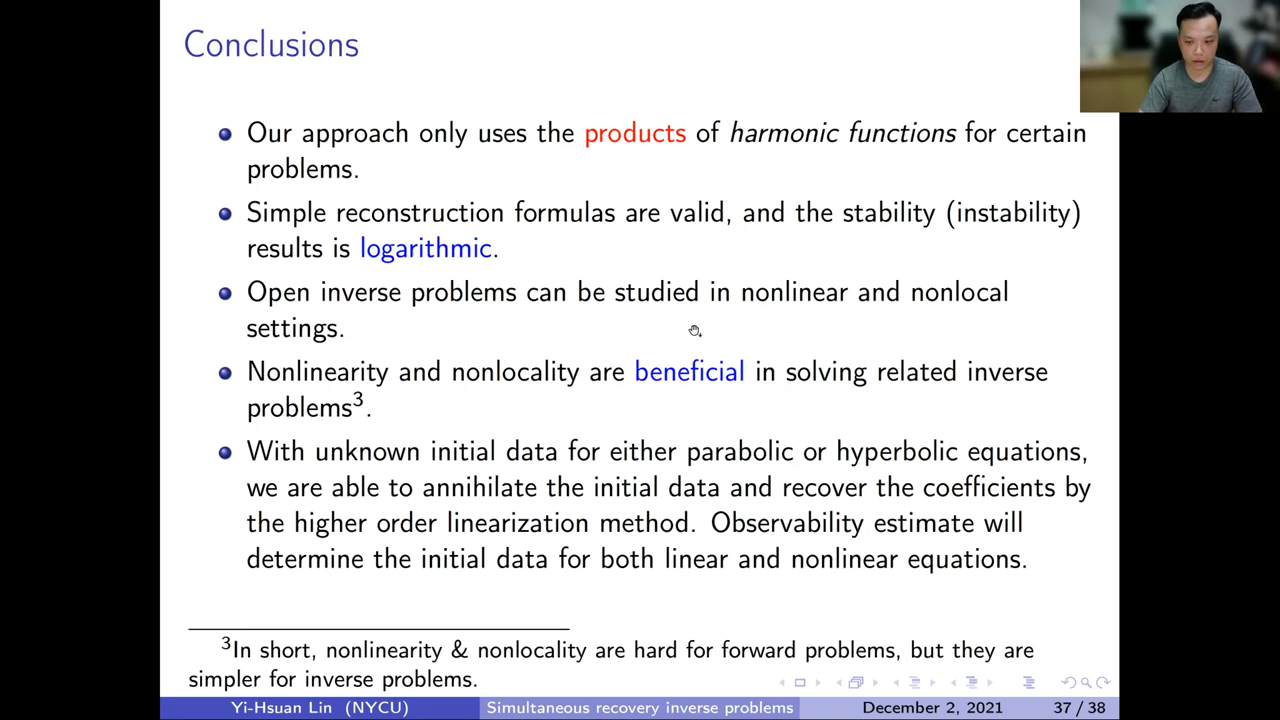 Conclusions
Our approach only uses the products of harmonic functions for certain
problems.
Simple reconstruction formulas are valid, and the stability (instability)
results is logarithmic.
Open inverse problems can be studied in nonlinear and nonlocal
settings.
Nonlinearity and nonlocality are beneficial in solving related inverse
problems³.
With unknown initial data for either parabolic or hyperbolic equations,
we are able to annihilate the initial data and recover the coefficients by
the higher order linearization method. Observability estimate will
determine the initial data for both linear and nonlinear equations.
³In short, nonlinearity & nonlocality are hard for forward problems, but they are
simpler for inverse problems.
Yi-Hsuan Lin (NYCU) Simultaneous recovery inverse problems December 2, 2021 37 / 38